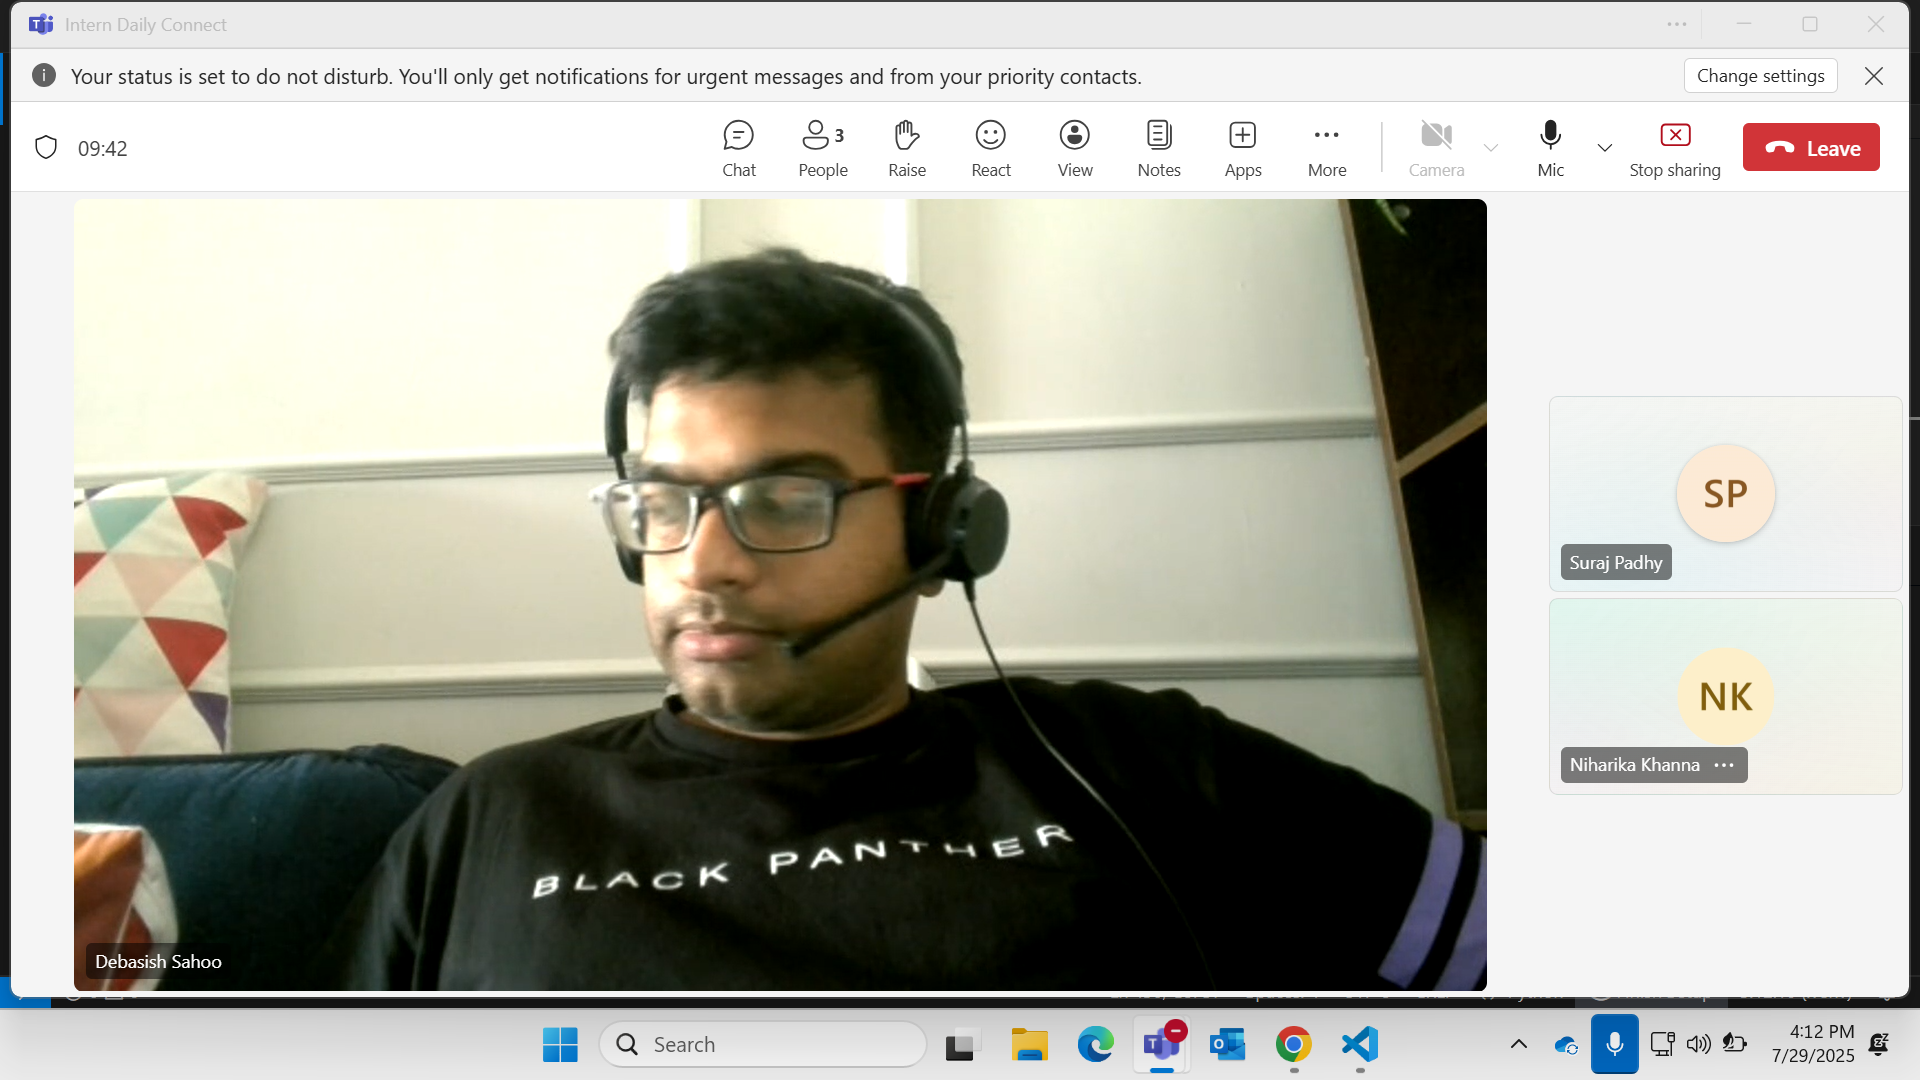 Intern Daily Connect
Your status is set to do not disturb. You'll only get notifications for urgent messages and from your priority contacts.
Change settings
09:42
Chat
People 3
Raise
React
View
Notes
Apps
More
Camera
Mic
Stop sharing
Leave
BLACK PANTHER
Debasish Sahoo
SP
Suraj Padhy
NK
Niharika Khanna
Search
4:12 PM
7/29/2025